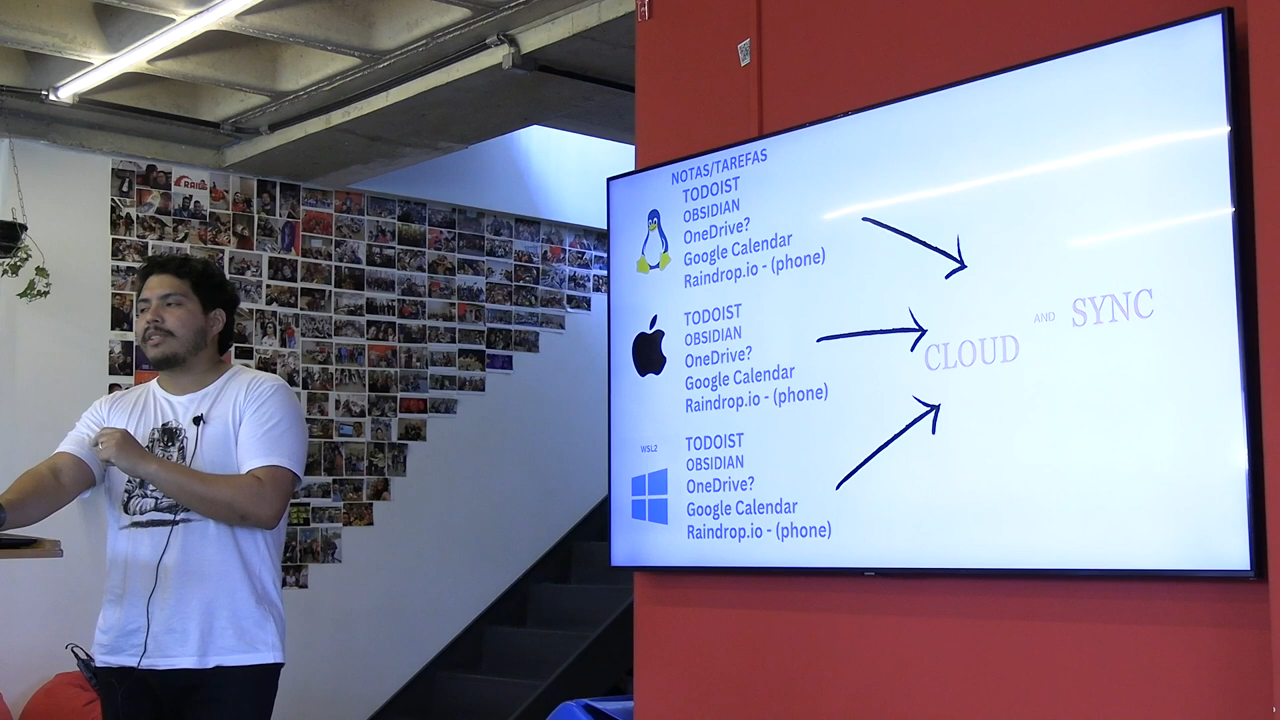 NOTAS/TAREFAS
TODOIST
OBSIDIAN
OneDrive?
Google Calendar
Raindrop.io - (phone)
TODOIST
OBSIDIAN
OneDrive?
Google Calendar
Raindrop.io - (phone)
WSL2
TODOIST
OBSIDIAN
OneDrive?
Google Calendar
Raindrop.io - (phone)
CLOUD AND SYNC